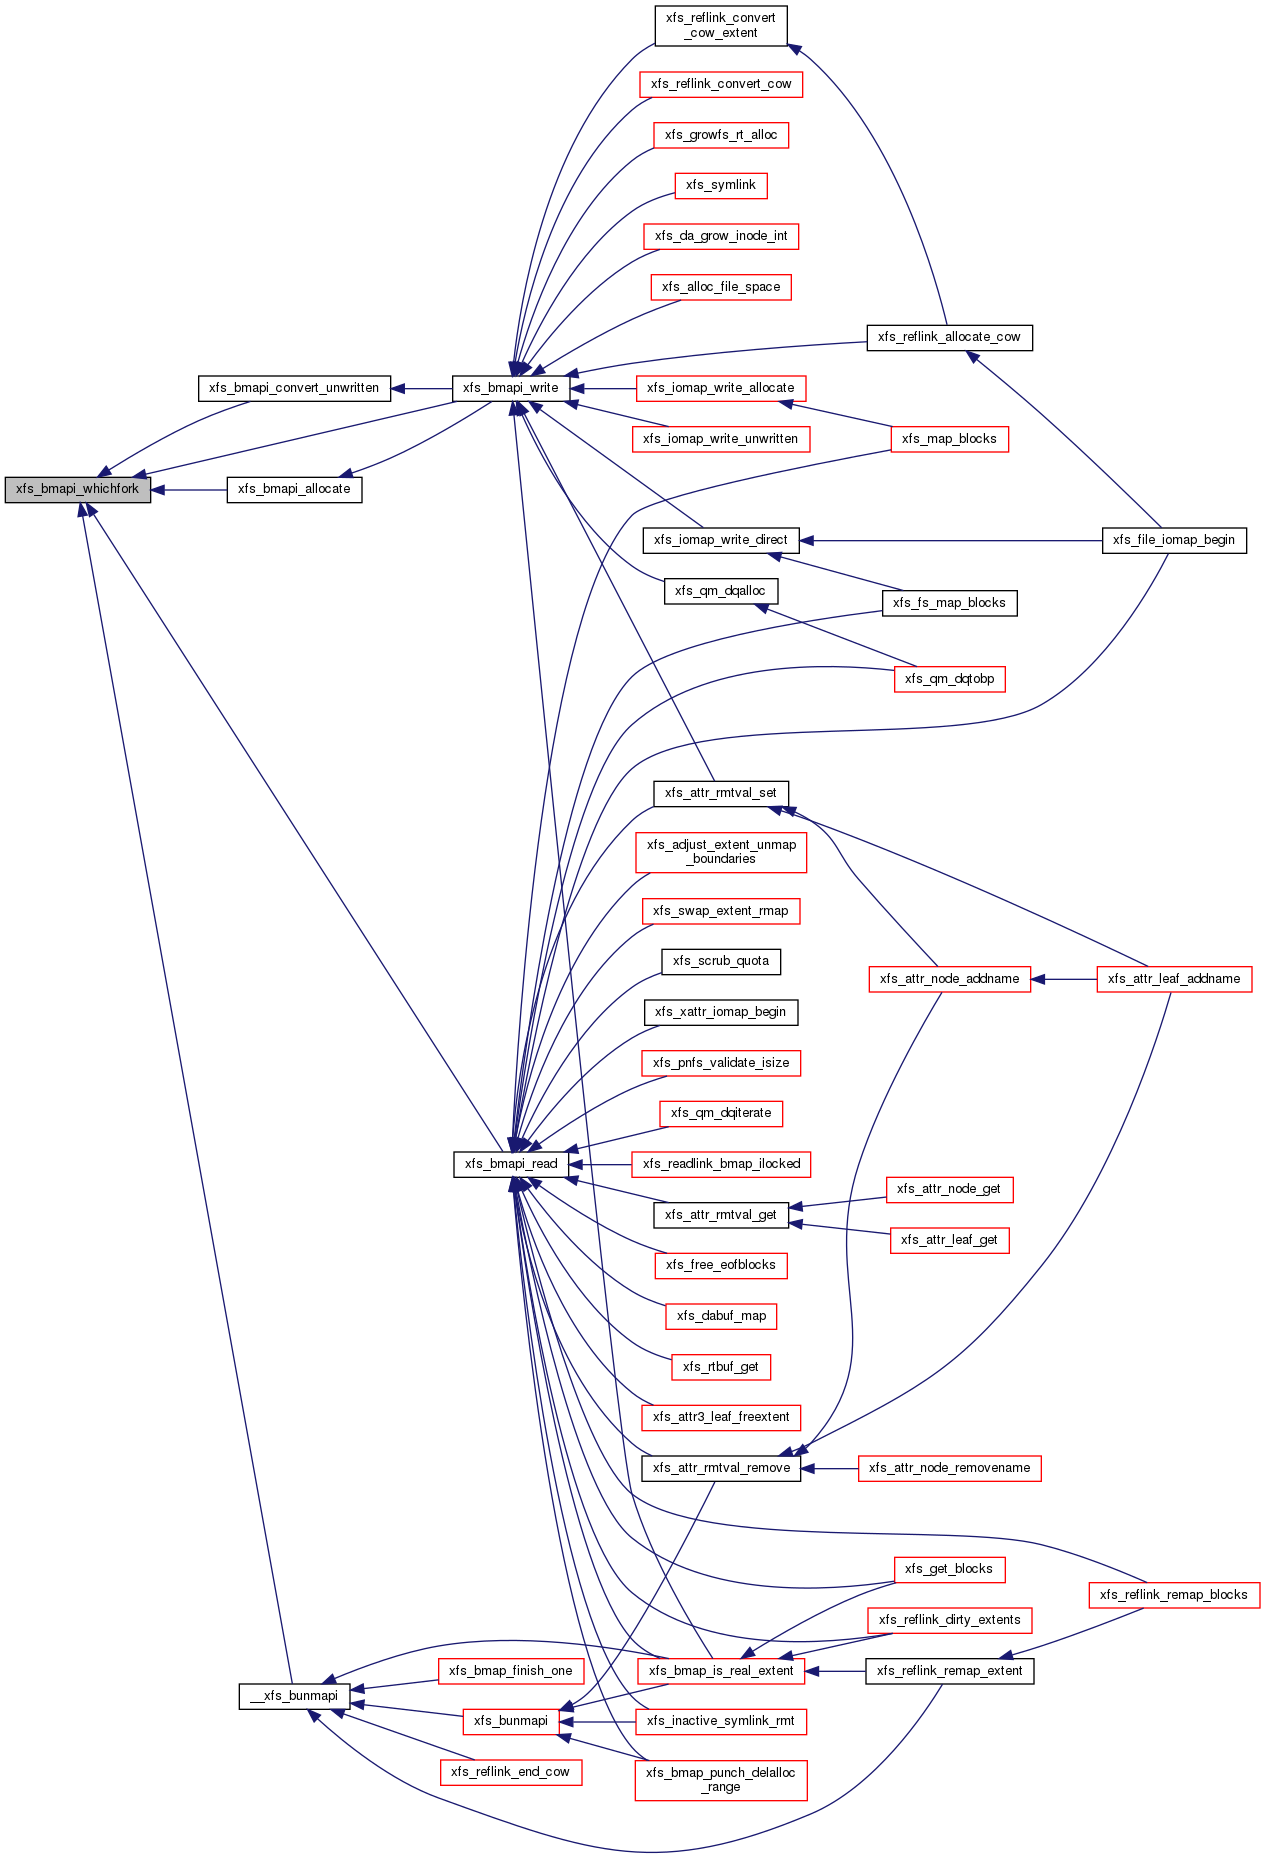 xfs_reflink_convert
_cow_extent
xfs_reflink_convert_cow
xfs_growfs_rt_alloc
xfs_symlink
xfs_da_grow_inode_int
xfs_alloc_file_space
xfs_reflink_allocate_cow
xfs_bmapi_convert_unwritten
xfs_bmapi_write
xfs_iomap_write_allocate
xfs_iomap_write_unwritten
xfs_map_blocks
xfs_bmapi_whichfork
xfs_bmapi_allocate
xfs_iomap_write_direct
xfs_file_iomap_begin
xfs_qm_dqalloc
xfs_fs_map_blocks
xfs_qm_dqtobp
xfs_attr_rmtval_set
xfs_adjust_extent_unmap
_boundaries
xfs_swap_extent_rmap
xfs_scrub_quota
xfs_attr_node_addname
xfs_attr_leaf_addname
xfs_xattr_iomap_begin
xfs_pnfs_validate_isize
xfs_qm_dqiterate
xfs_bmapi_read
xfs_readlink_bmap_ilocked
xfs_attr_node_get
xfs_attr_rmtval_get
xfs_attr_leaf_get
xfs_free_eofblocks
xfs_dabuf_map
xfs_rtbuf_get
xfs_attr3_leaf_freextent
xfs_attr_rmtval_remove
xfs_attr_node_removename
xfs_get_blocks
xfs_reflink_remap_blocks
xfs_reflink_dirty_extents
xfs_bmap_finish_one
xfs_bmap_is_real_extent
xfs_reflink_remap_extent
__xfs_bunmapi
xfs_bunmapi
xfs_inactive_symlink_rmt
xfs_reflink_end_cow
xfs_bmap_punch_delalloc
_range